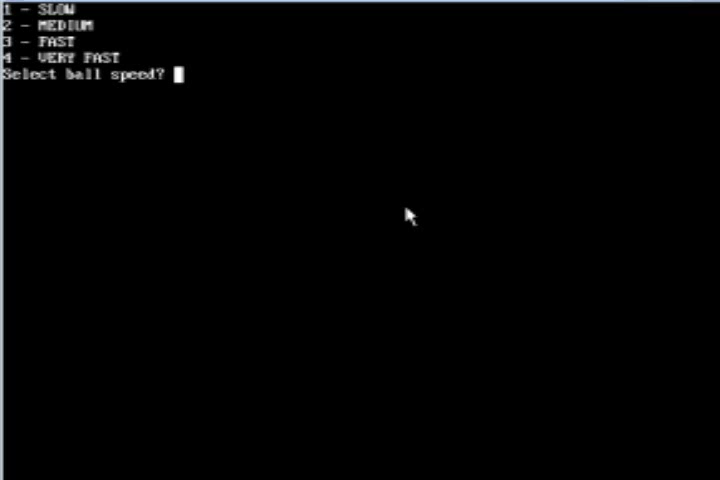 1 - SLOW
2 - MEDIUM
3 - FAST
4 - VERY FAST
Select ball speed?